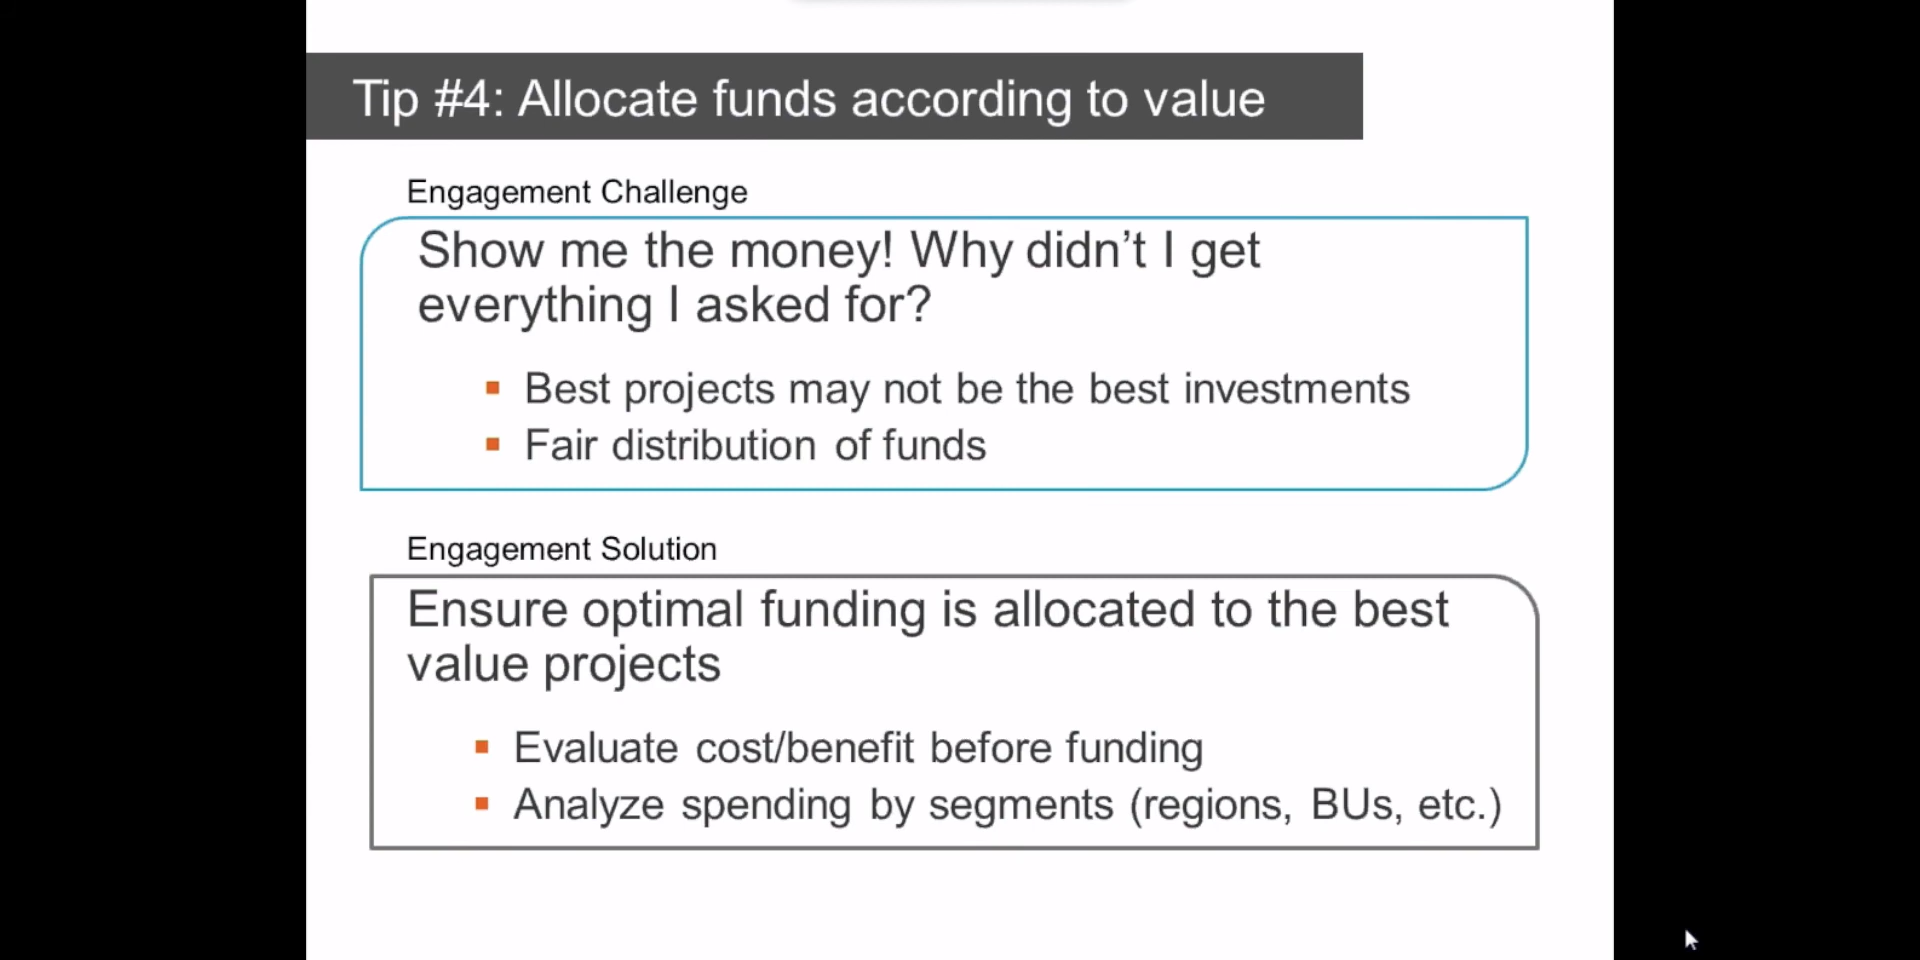 Tip #4: Allocate funds according to value
Engagement Challenge
Show me the money! Why didn’t I get
everything I asked for?
▪ Best projects may not be the best investments
▪ Fair distribution of funds
Engagement Solution
Ensure optimal funding is allocated to the best
value projects
▪ Evaluate cost/benefit before funding
▪ Analyze spending by segments (regions, BUs, etc.)